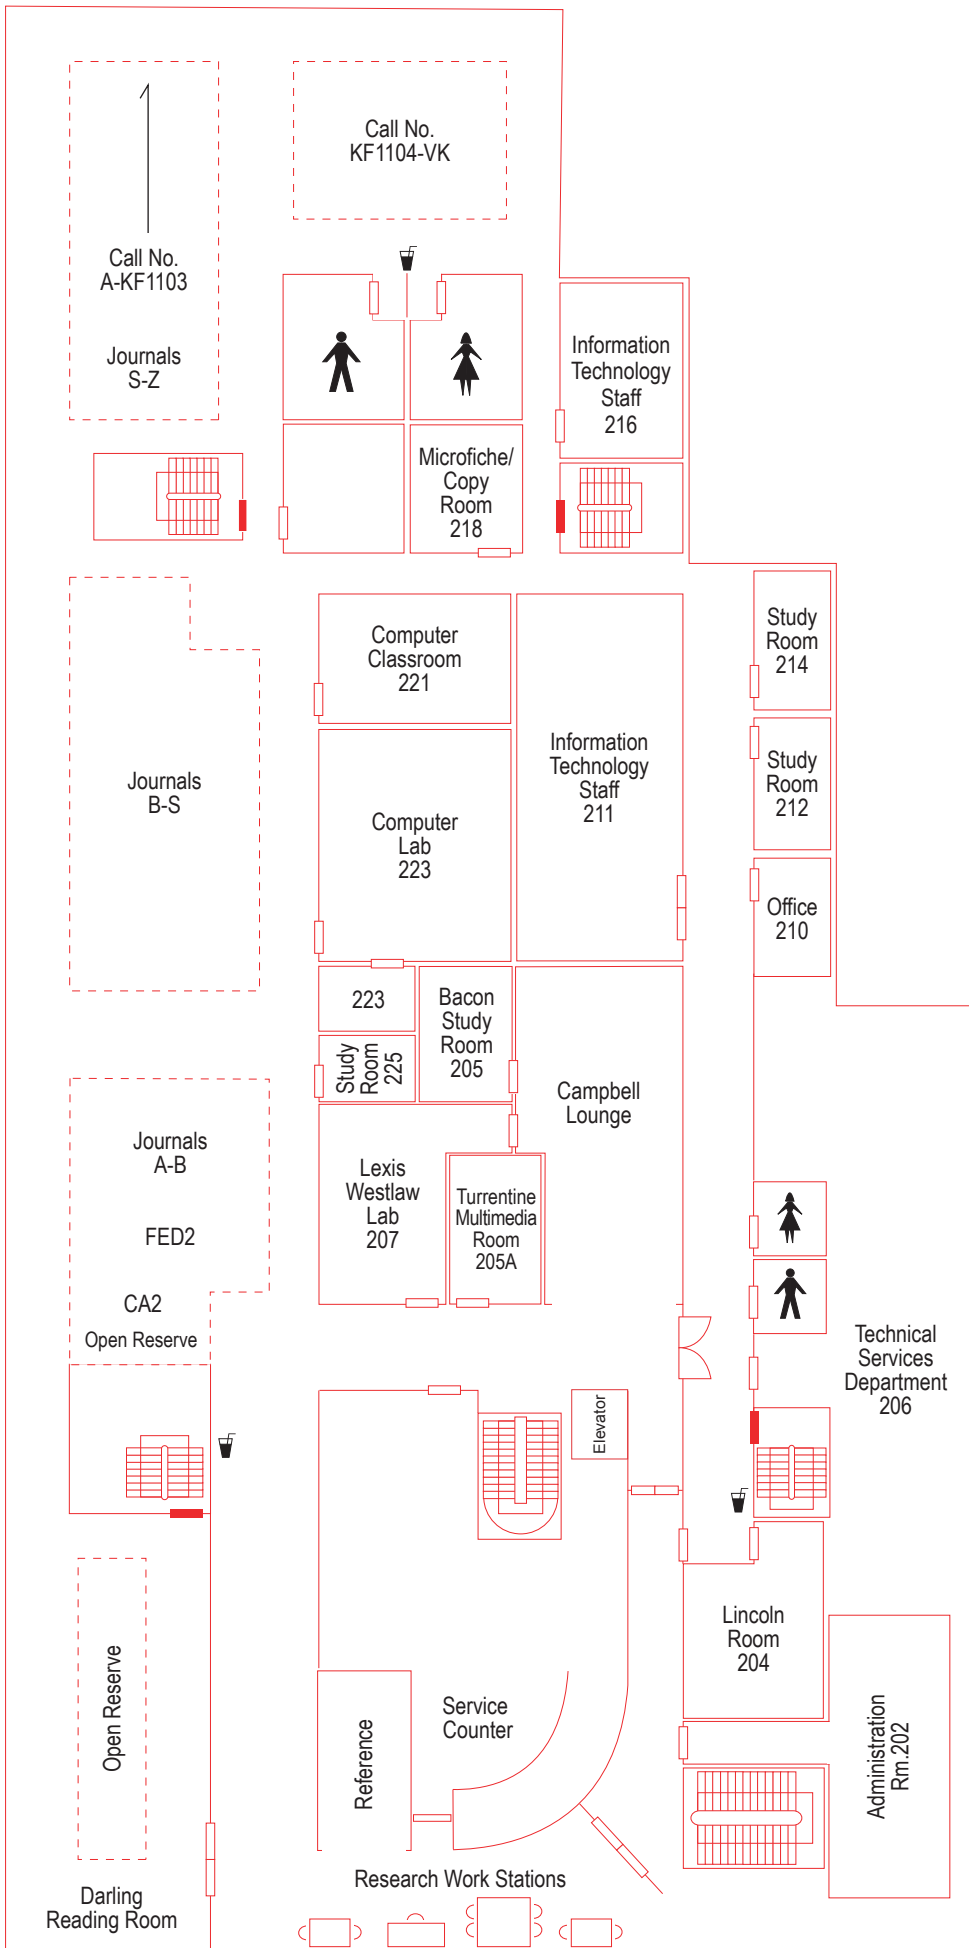 Call No.
KF1104-VK
Call No.
A-KF1103
Journals
S-Z
Information
Technology
Staff
216
Microfiche/
Copy
Room
218
Study
Room
214
Computer
Classroom
221
Information
Technology
Staff
211
Study
Room
212
Journals
B-S
Computer
Lab
223
Office
210
223
Bacon
Study
Room
205
Study
Room
225
Campbell
Lounge
Journals
A-B
FED2
CA2
Open Reserve
Lexis
Westlaw
Lab
207
Turrentine
Multimedia
Room
205A
Technical
Services
Department
206
Elevator
Lincoln
Room
204
Open Reserve
Reference
Service
Counter
Administration
Rm.202
Research Work Stations
Darling
Reading Room